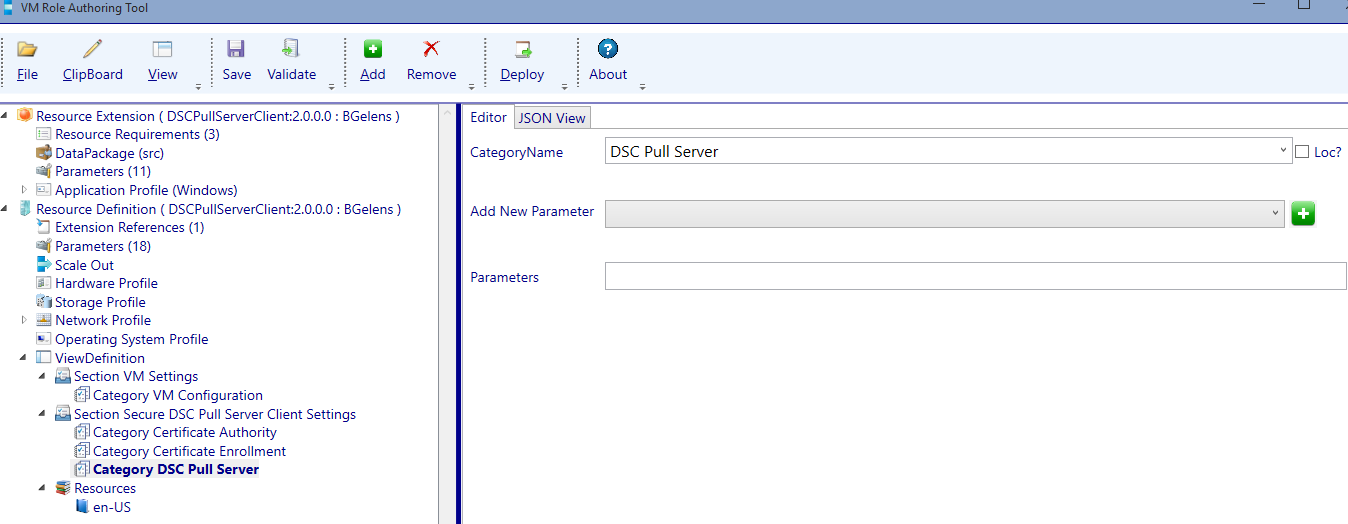 VM Role Authoring Tool
File ClipBoard View Save Validate Add Remove Deploy About
Resource Extension ( DSCPullServerClient:2.0.0.0 : BGelens )
Resource Requirements (3)
DataPackage (src)
Parameters (11)
Application Profile (Windows)
Resource Definition ( DSCPullServerClient:2.0.0.0 : BGelens )
Extension References (1)
Parameters (18)
Scale Out
Hardware Profile
Storage Profile
Network Profile
Operating System Profile
ViewDefinition
Section VM Settings
Category VM Configuration
Section Secure DSC Pull Server Client Settings
Category Certificate Authority
Category Certificate Enrollment
Category DSC Pull Server
Resources
en-US
Editor JSON View
CategoryName DSC Pull Server Loc?
Add New Parameter
Parameters